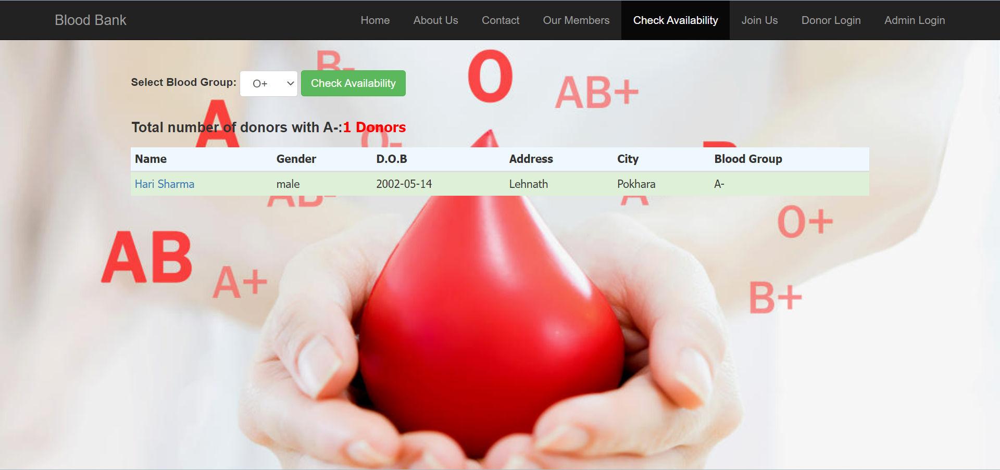 Blood Bank Home About Us Contact Our Members Check Availability Join Us Donor Login Admin Login
B-
O
AB+
Select Blood Group: O+ Check Availability
A
Total number of donors with A-:1 Donors
O-
Name Gender D.O.B Address City Blood Group
Hari Sharma male 2002-05-14 Lehnath Pokhara A-
AB-
A
O+
AB
A+
B+